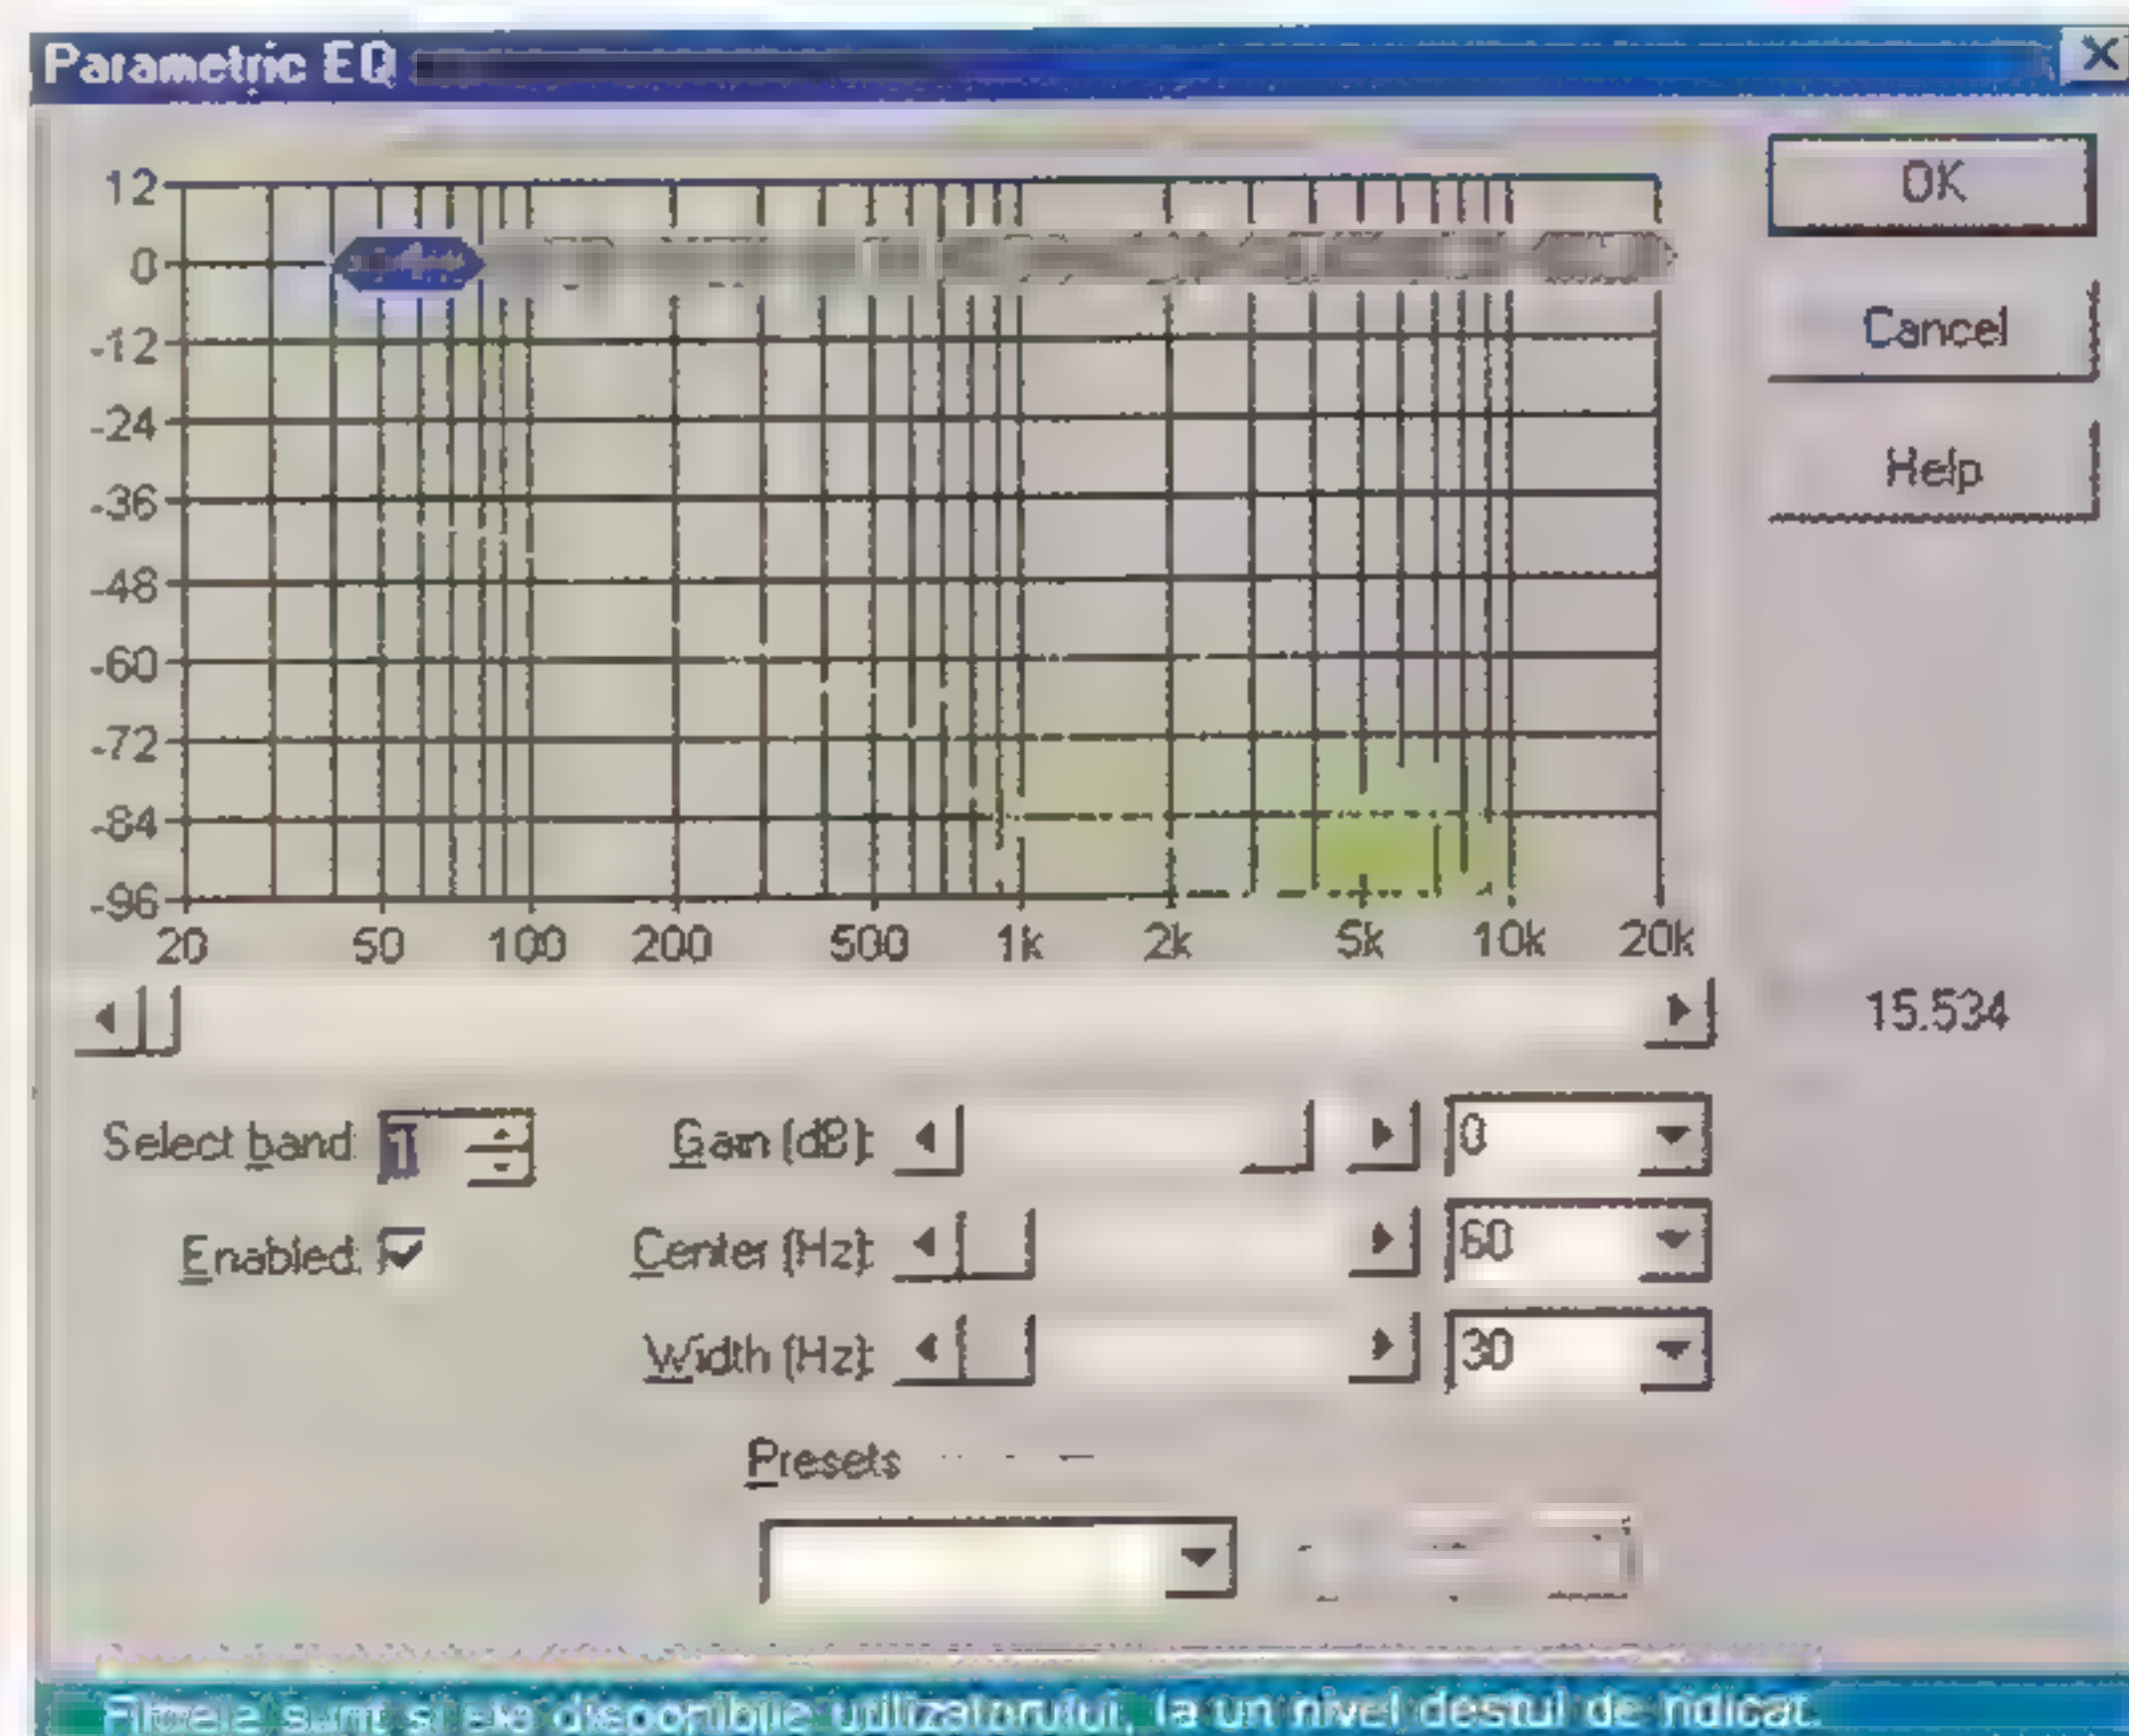 Parametric EQ
12
0
-12
-24
-36
-48
-60
-72
-84
-96
20 50 100 200 500 1k 2k 5k 10k 20k
OK
Cancel
Help
15.534
Select band: 1
Enabled:
Gain (dB): 0
Center (Hz): 60
Width (Hz): 30
Presets
sunt si ele disponibile utilizatorului, la un nivel destul de ridicat.